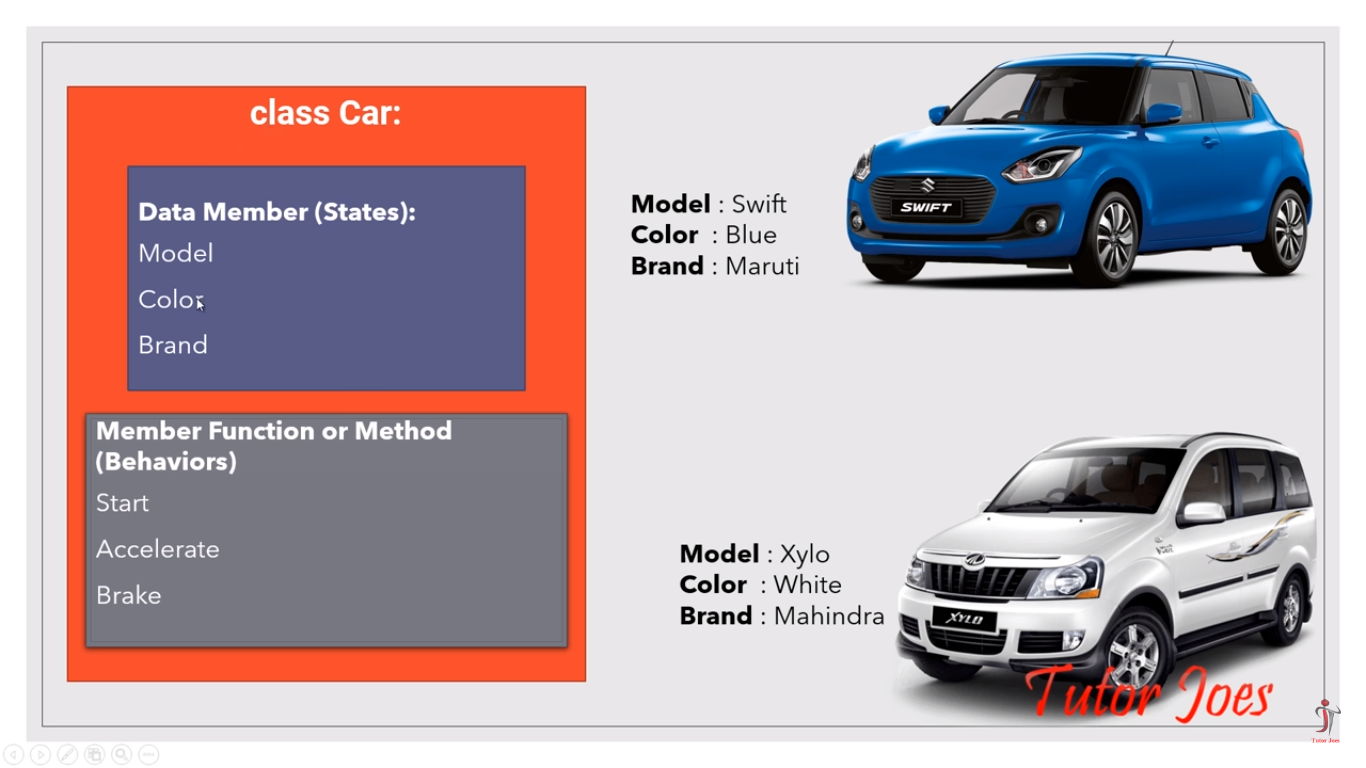 class Car:
Data Member (States):
Model
Color
Brand
Member Function or Method
(Behaviors)
Start
Accelerate
Brake
Model : Swift
Color : Blue
Brand : Maruti
SWIFT
Model : Xylo
Color : White
Brand : Mahindra
XYLO
Tutor Joes
Tutor Joes